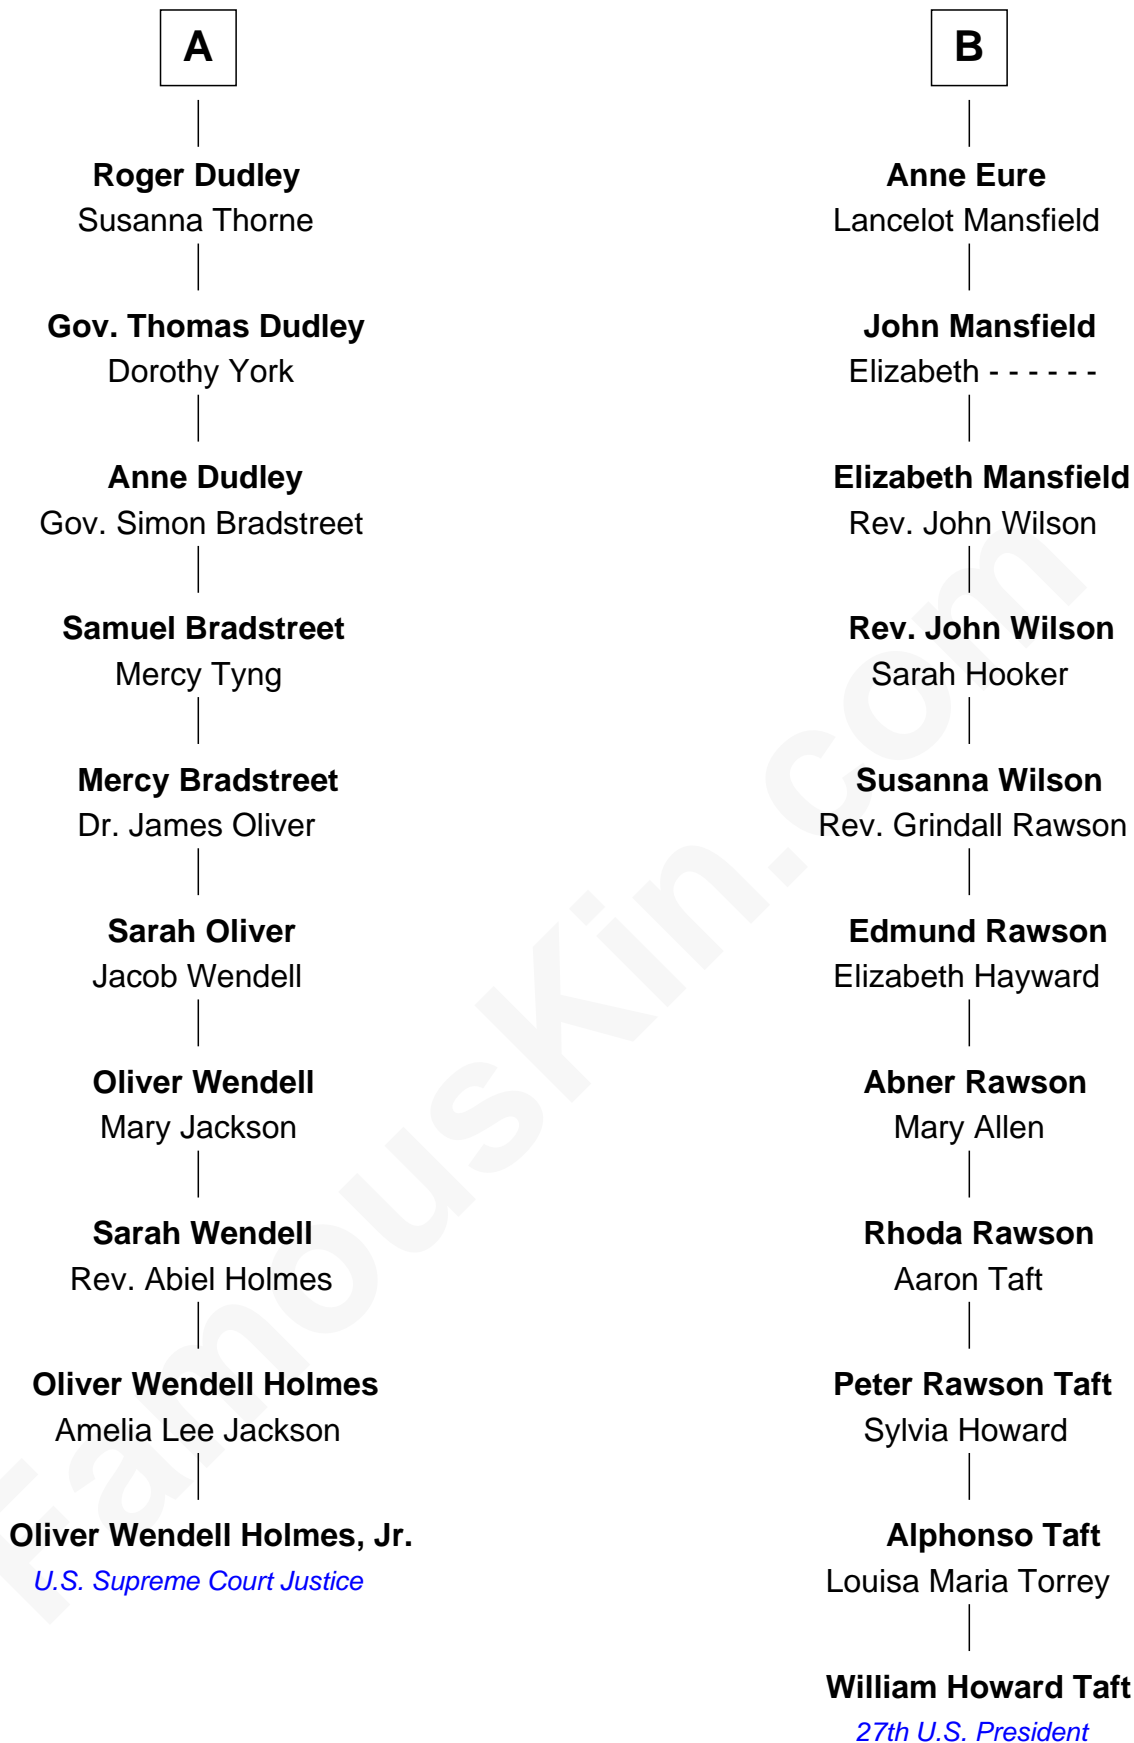 A
Roger Dudley
Susanna Thorne
Gov. Thomas Dudley
Dorothy York
Anne Dudley
Gov. Simon Bradstreet
Samuel Bradstreet
Mercy Tyng
Mercy Bradstreet
Dr. James Oliver
Sarah Oliver
Jacob Wendell
Oliver Wendell
Mary Jackson
Sarah Wendell
Rev. Abiel Holmes
Oliver Wendell Holmes
Amelia Lee Jackson
Oliver Wendell Holmes, Jr.
U.S. Supreme Court Justice
B
Anne Eure
Lancelot Mansfield
John Mansfield
Elizabeth - - - - - -
Elizabeth Mansfield
Rev. John Wilson
Rev. John Wilson
Sarah Hooker
Susanna Wilson
Rev. Grindall Rawson
Edmund Rawson
Elizabeth Hayward
Abner Rawson
Mary Allen
Rhoda Rawson
Aaron Taft
Peter Rawson Taft
Sylvia Howard
Alphonso Taft
Louisa Maria Torrey
William Howard Taft
27th U.S. President
FamousKin.com